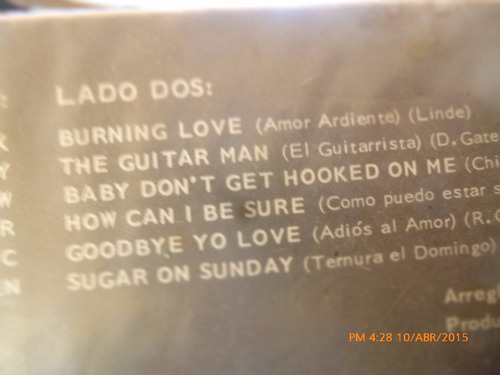 LADO DOS:
BURNING LOVE (Amor Ardiente) (Linde)
THE GUITAR MAN (El Guitarrista) (D. Gate
BABY DON'T GET HOOKED ON ME (Chi
HOW CAN I BE SURE (Como puedo estar s
GOODBYE YO LOVE (Adiós al Amor) (R.
SUGAR ON SUNDAY (Ternura el Domingo)
Arregl
Produ
PM 4:28 10/ABR/2015